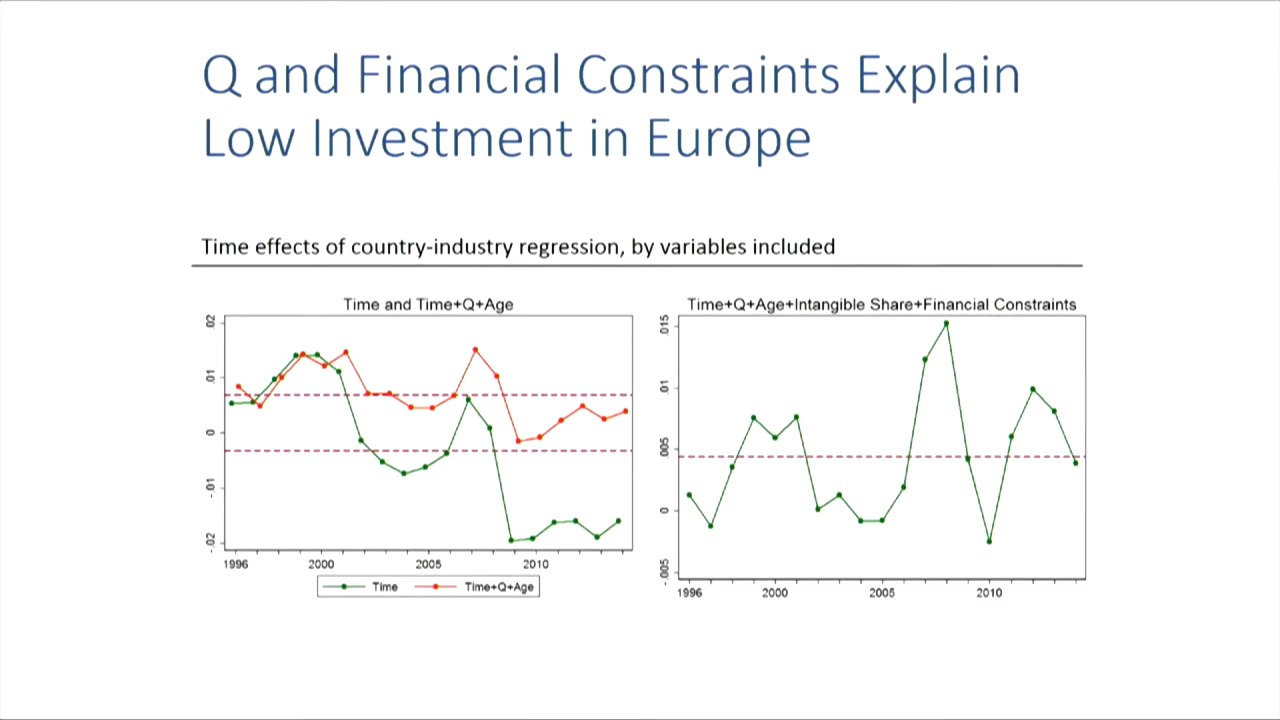 Q and Financial Constraints Explain
Low Investment in Europe
Time effects of country-industry regression, by variables included
Time and Time+Q+Age
.02
.01
0
-.01
-.02
1996 2000 2005 2010
Time Time+Q+Age
Time+Q+Age+Intangible Share+Financial Constraints
.015
.01
.005
0
-.005
1996 2000 2005 2010